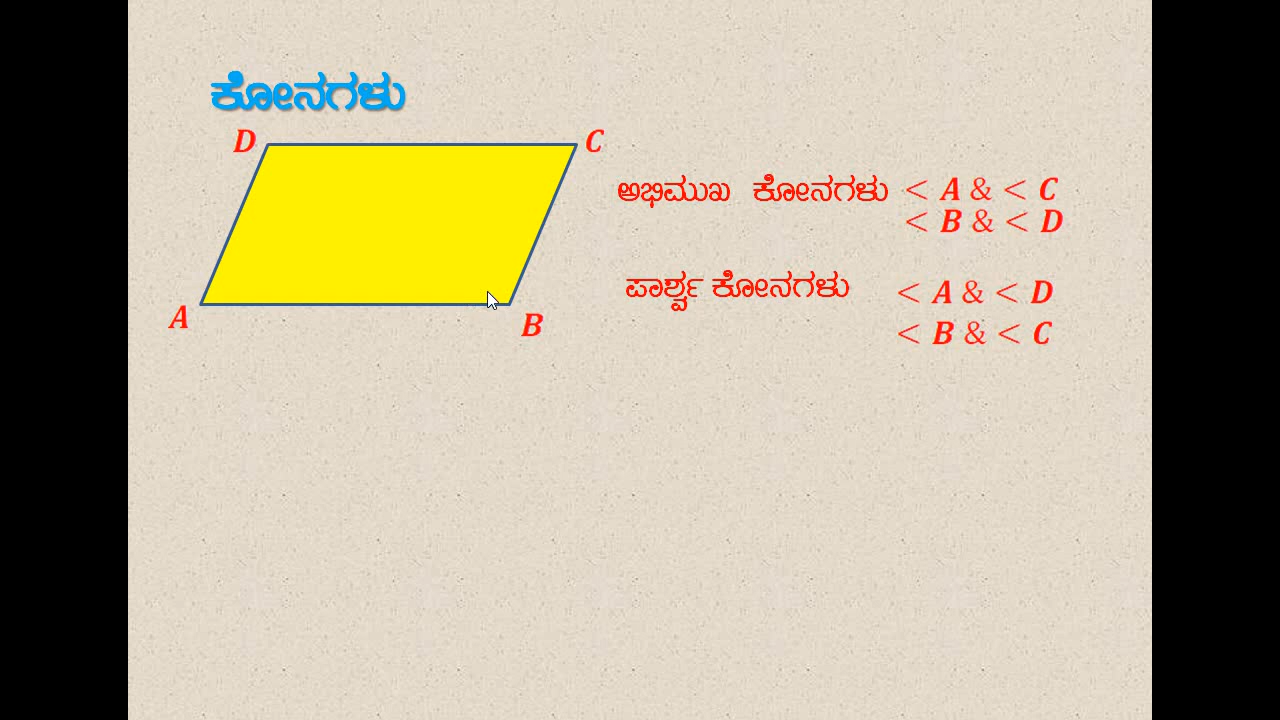 ಕೋನಗಳು
D
C
ಅಭಿಮುಖ ಕೋನಗಳು < A & < C
< B & < D
ಪಾರ್ಶ್ವ ಕೋನಗಳು < A & < D
< B & < C
A
B